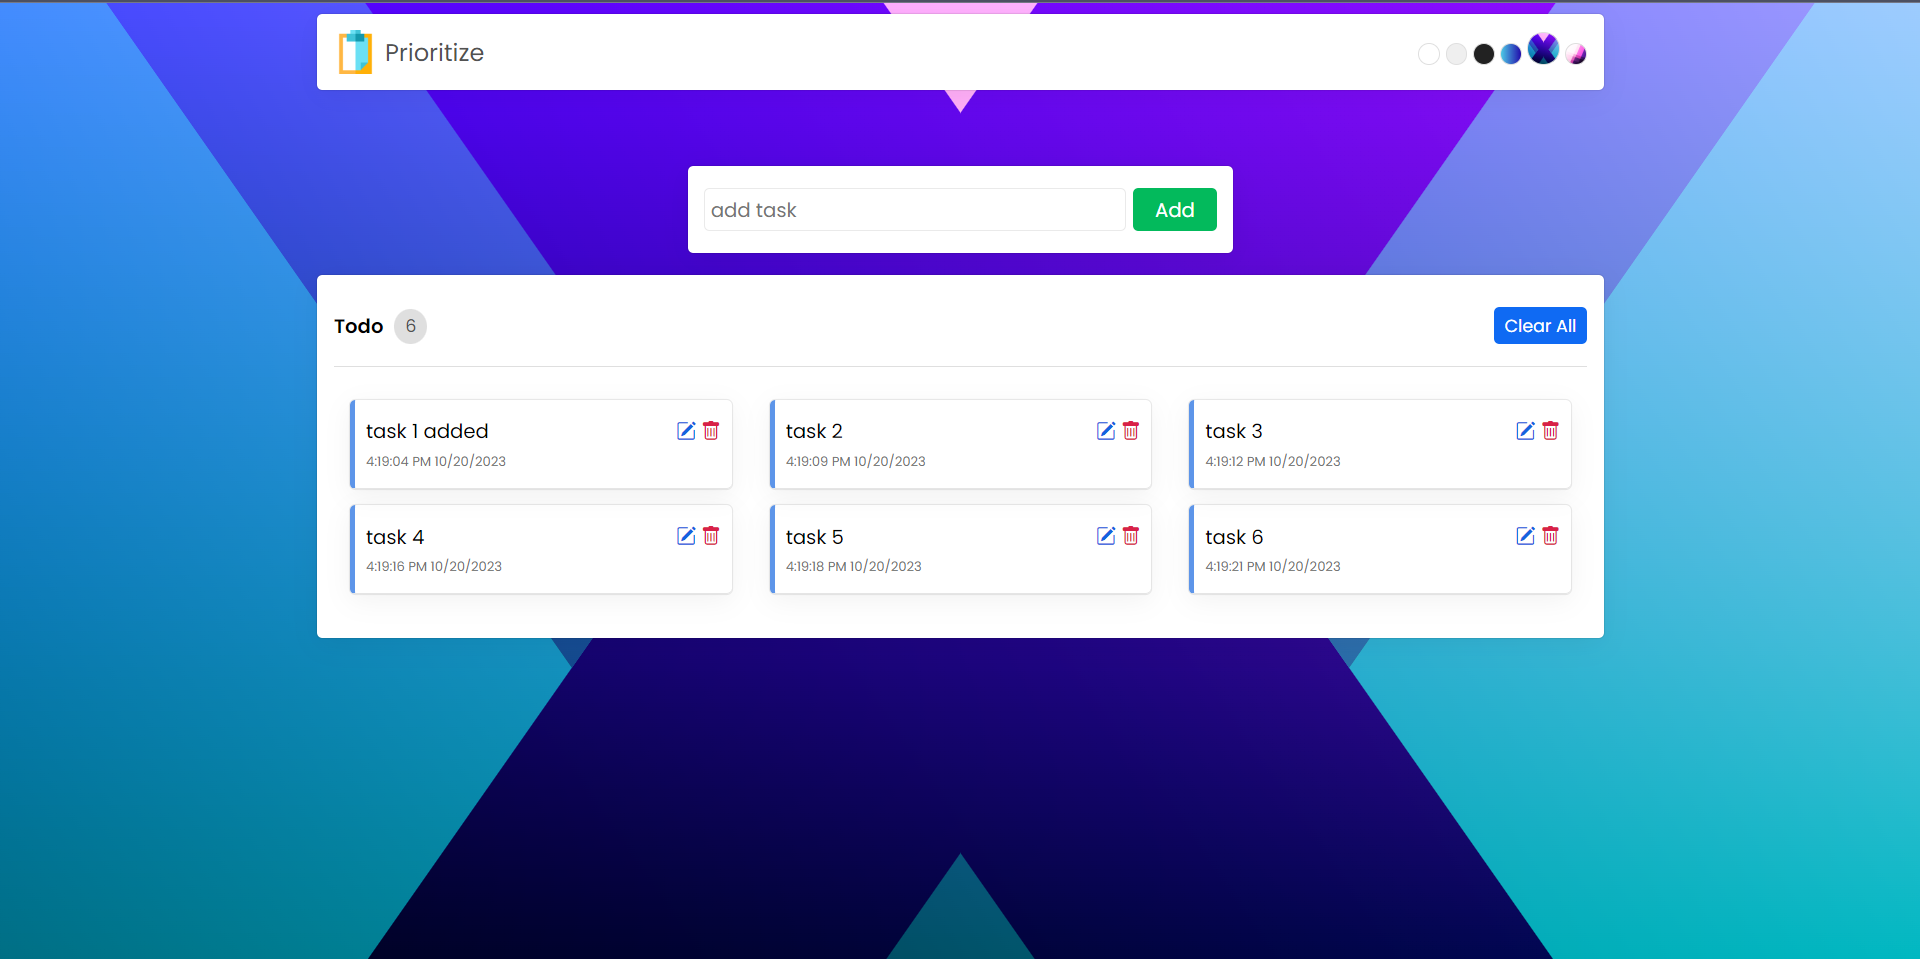 Prioritize
add task
Add
Todo 6
Clear All
task 1 added
4:19:04 PM 10/20/2023
task 2
4:19:09 PM 10/20/2023
task 3
4:19:12 PM 10/20/2023
task 4
4:19:16 PM 10/20/2023
task 5
4:19:18 PM 10/20/2023
task 6
4:19:21 PM 10/20/2023